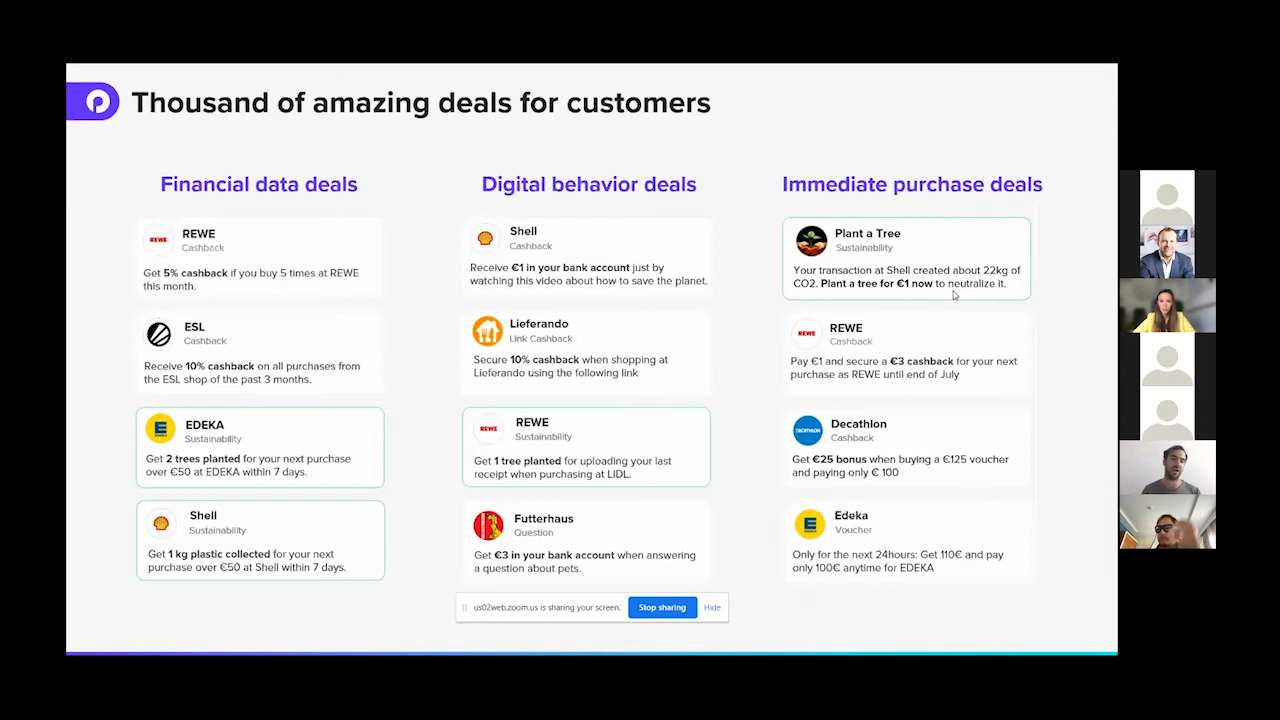 Thousand of amazing deals for customers
Financial data deals
REWE
REWE
Cashback
Get 5% cashback if you buy 5 times at REWE
this month.
ESL
Cashback
Receive 10% cashback on all purchases from
the ESL shop of the past 3 months.
EDEKA
Sustainability
Get 2 trees planted for your next purchase
over €50 at EDEKA within 7 days.
Shell
Sustainability
Get 1 kg plastic collected for your next
purchase over €50 at Shell within 7 days.
Digital behavior deals
Shell
Cashback
Receive €1 in your bank account just by
watching this video about how to save the planet.
Lieferando
Link Cashback
Secure 10% cashback when shopping at
Lieferando using the following link
REWE
REWE
Sustainability
Get 1 tree planted for uploading your last
receipt when purchasing at LIDL.
Futterhaus
Question
Get €3 in your bank account when answering
a question about pets.
Immediate purchase deals
Plant a Tree
Sustainability
Your transaction at Shell created about 22kg of
CO2. Plant a tree for €1 now to neutralize it.
REWE
REWE
Cashback
Pay €1 and secure a €3 cashback for your next
purchase as REWE until end of July
DECATHLON
Decathlon
Cashback
Get €25 bonus when buying a €125 voucher
and paying only € 100
Edeka
Voucher
Only for the next 24hours: Get 110€ and pay
only 100€ anytime for EDEKA
us02web.zoom.us is sharing your screen.
Stop sharing
Hide